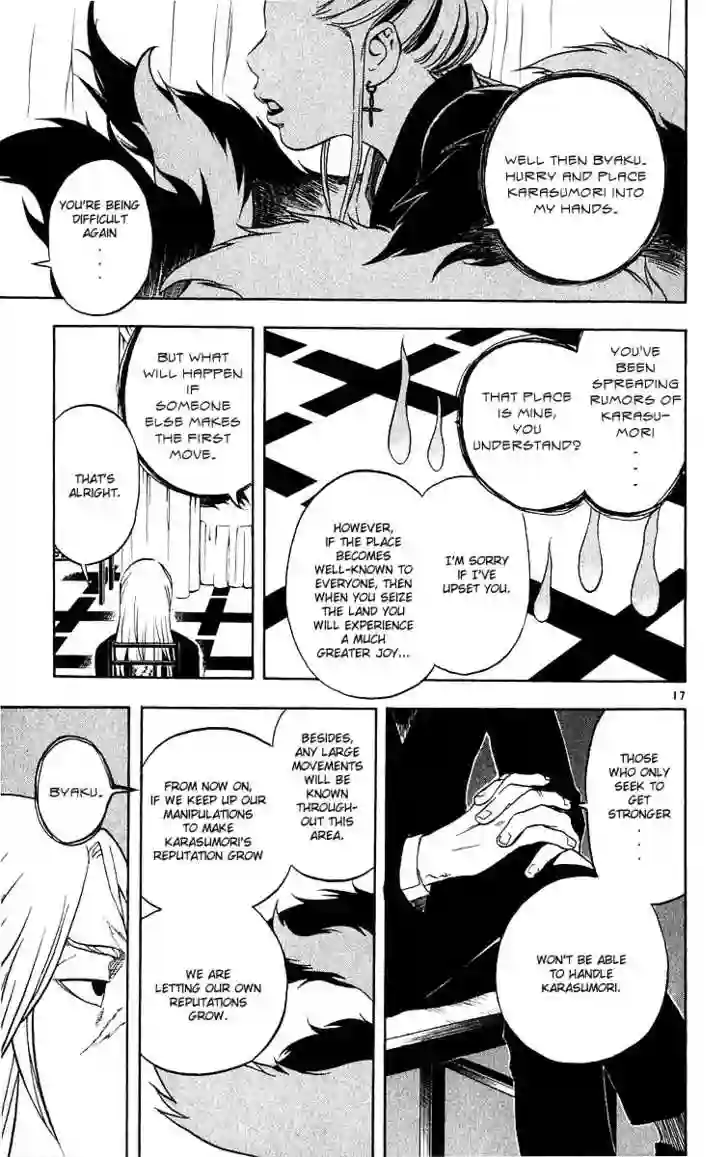 WELL THEN BYAKU.
HURRY AND PLACE
KARASUMORI INTO
MY HANDS.
YOU'RE BEING
DIFFICULT
AGAIN
...
YOU'VE
BEEN
SPREADING
RUMORS OF
KARASU-
MORI
...
THAT PLACE
IS MINE,
YOU
UNDERSTAND?
I'M SORRY
IF I'VE
UPSET YOU.
HOWEVER,
IF THE PLACE
BECOMES
WELL-KNOWN TO
EVERYONE, THEN
WHEN YOU SEIZE
THE LAND YOU
WILL EXPERIENCE
A MUCH
GREATER JOY...
BUT WHAT
WILL HAPPEN
IF
SOMEONE
ELSE MAKES
THE FIRST
MOVE.
THAT'S
ALRIGHT.
17
THOSE
WHO ONLY
SEEK TO
GET
STRONGER
...
WON'T BE ABLE
TO HANDLE
KARASUMORI.
BESIDES,
ANY LARGE
MOVEMENTS
WILL BE
KNOWN
THROUGH-
OUT THIS
AREA.
FROM NOW ON,
IF WE KEEP UP OUR
MANIPULATIONS
TO MAKE
KARASUMORI'S
REPUTATION GROW
WE ARE
LETTING OUR OWN
REPUTATIONS
GROW.
BYAKU.